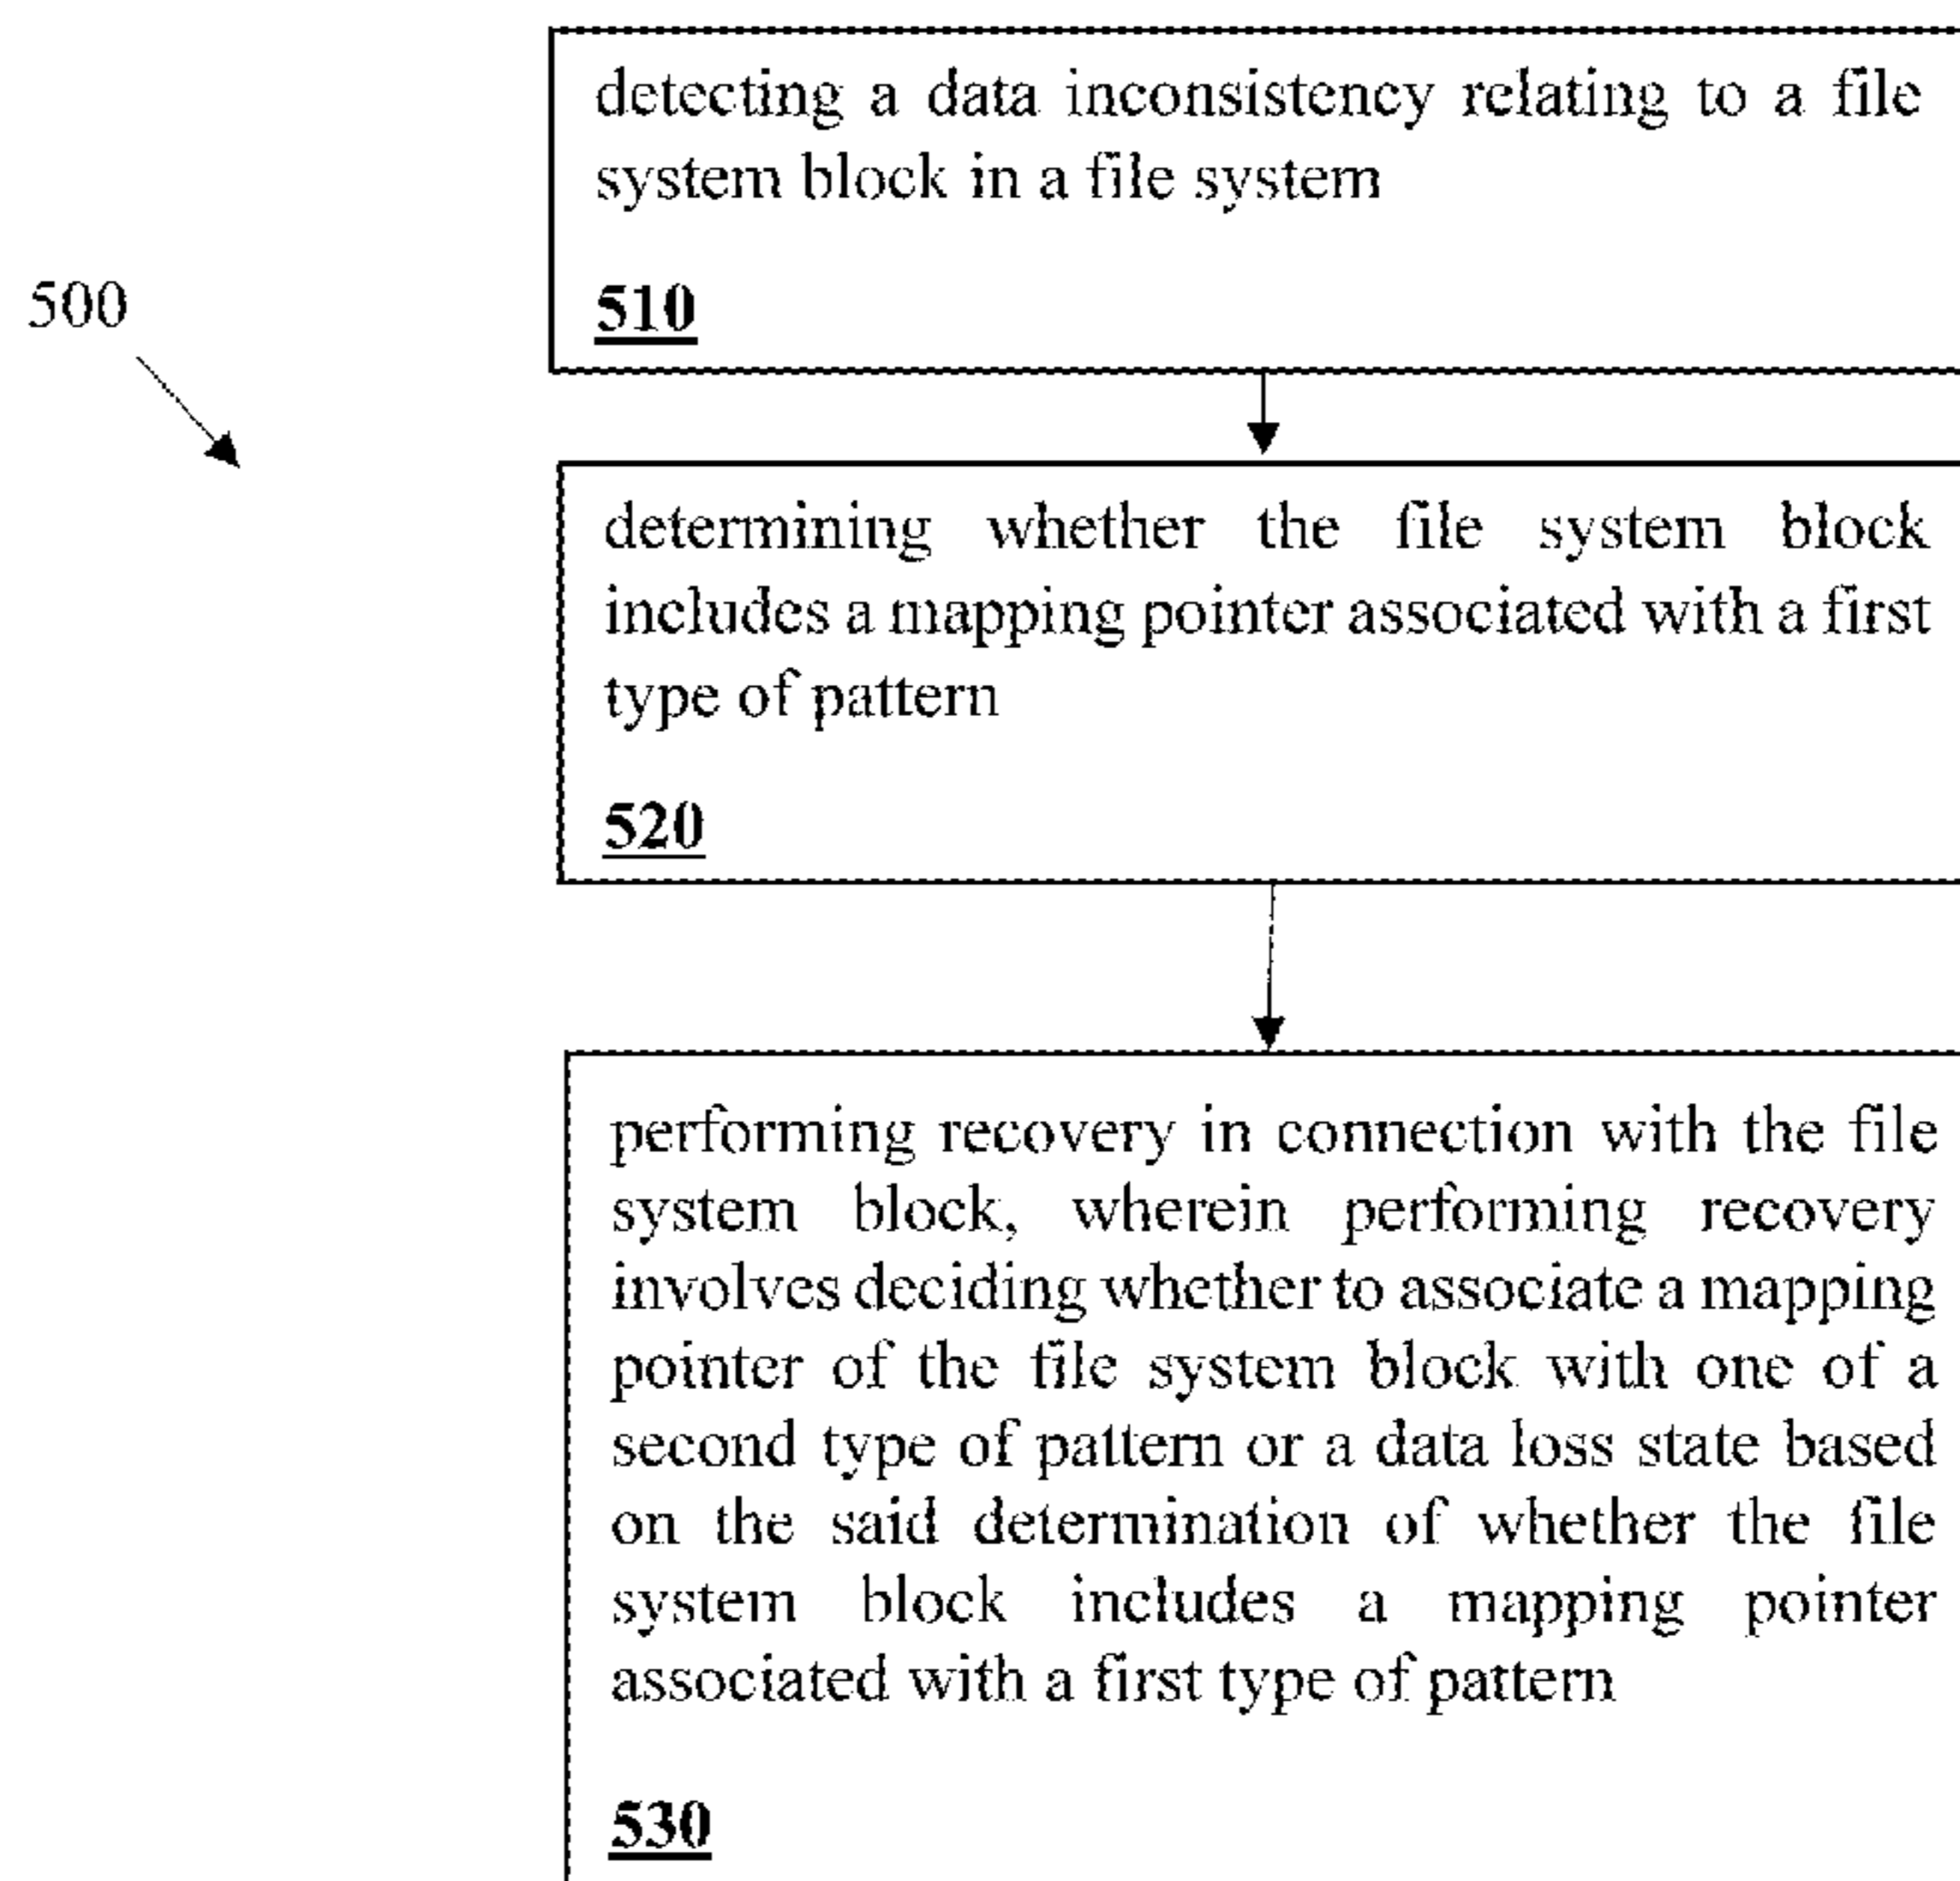 detecting a data inconsistency relating to a file
system block in a file system
510
500
determining whether the file system block
includes a mapping pointer associated with a first
type of pattern
520
performing recovery in connection with the file
system block, wherein performing recovery
involves deciding whether to associate a mapping
pointer of the file system block with one of a
second type of pattern or a data loss state based
on the said determination of whether the file
system block includes a mapping pointer
associated with a first type of pattern
530